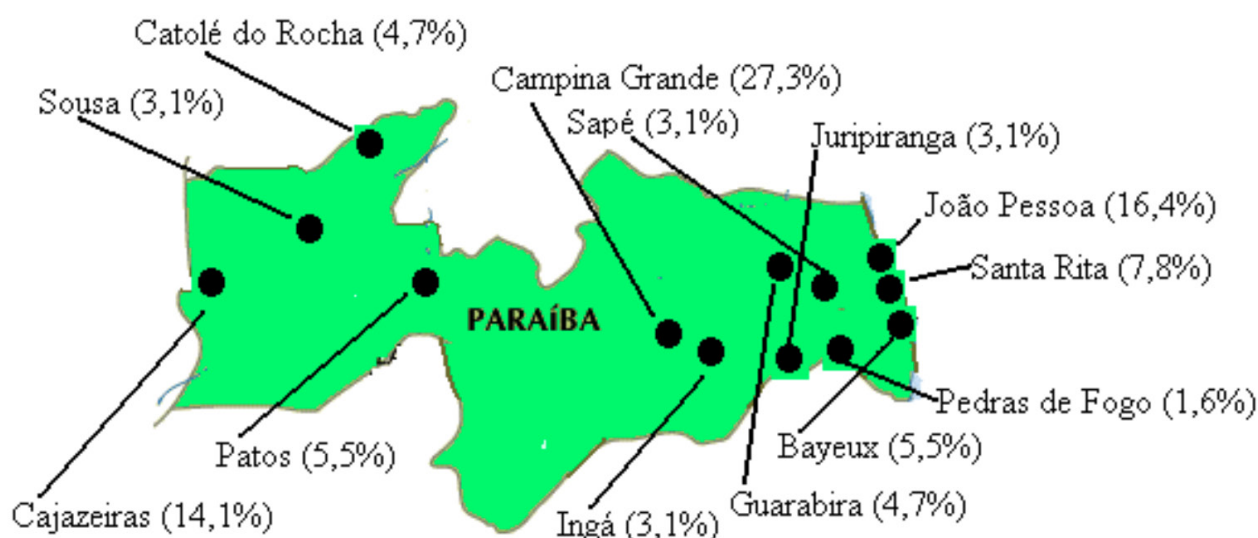 Catolé do Rocha (4,7%)
Campina Grande (27,3%)
Sousa (3,1%)
Sapé (3,1%)
Juripiranga (3,1%)
João Pessoa (16,4%)
Santa Rita (7,8%)
PARAíBA
Pedras de Fogo (1,6%)
Patos (5,5%)
Bayeux (5,5%)
Guarabira (4,7%)
Cajazeiras (14,1%)
Ingá (3,1%)